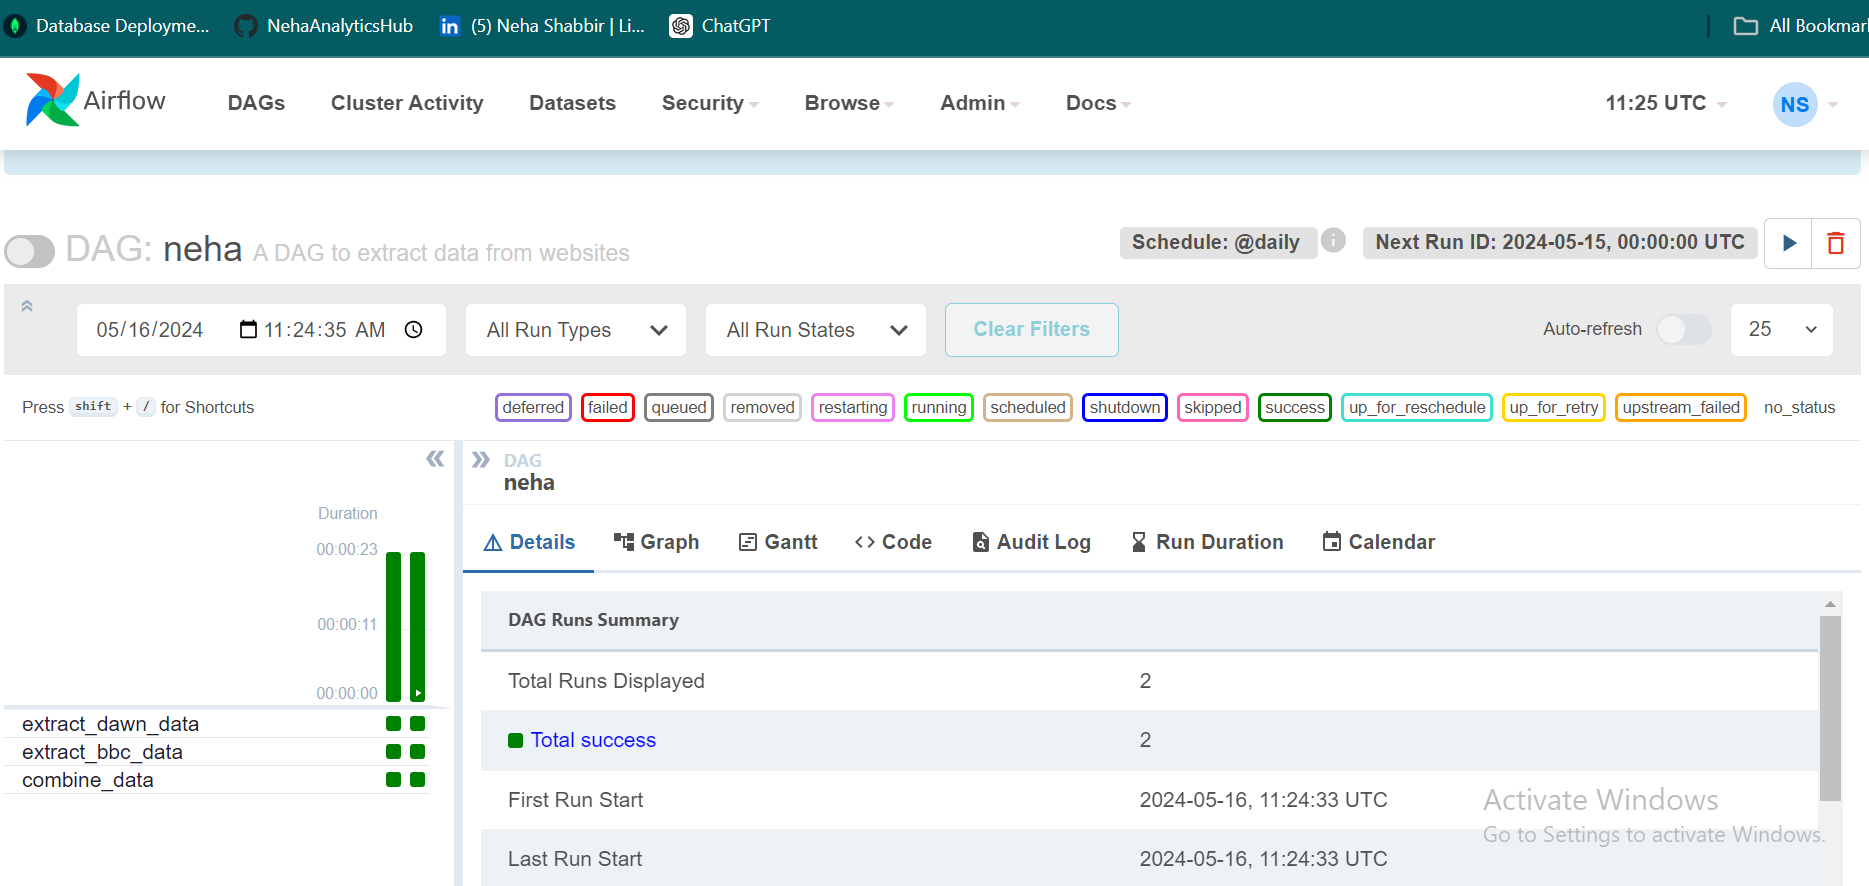 Database Deployme... NehaAnalyticsHub (5) Neha Shabbir | Li... ChatGPT All Bookmar
Airflow DAGs Cluster Activity Datasets Security Browse Admin Docs 11:25 UTC NS
DAG: neha A DAG to extract data from websites Schedule: @daily Next Run ID: 2024-05-15, 00:00:00 UTC
05/16/2024 11:24:35 AM All Run Types All Run States Clear Filters Auto-refresh 25
Press shift + / for Shortcuts deferred failed queued removed restarting running scheduled shutdown skipped success up_for_reschedule up_for_retry upstream_failed no_status
DAG
neha
Duration
00:00:23
00:00:11
00:00:00
extract_dawn_data
extract_bbc_data
combine_data
Details Graph Gantt Code Audit Log Run Duration Calendar
DAG Runs Summary
Total Runs Displayed 2
Total success 2
First Run Start 2024-05-16, 11:24:33 UTC
Last Run Start 2024-05-16, 11:24:33 UTC
Activate Windows
Go to Settings to activate Windows.